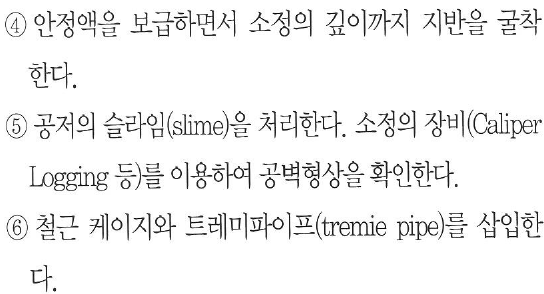 ④ 안정액을 보급하면서 소정의 깊이까지 지반을 굴착
한다.
⑤ 공저의 슬라임(slime)을 처리한다. 소정의 장비(Caliper
Logging 등)를 이용하여 공벽형상을 확인한다.
⑥ 철근 케이지와 트레미파이프(tremie pipe)를 삽입한
다.